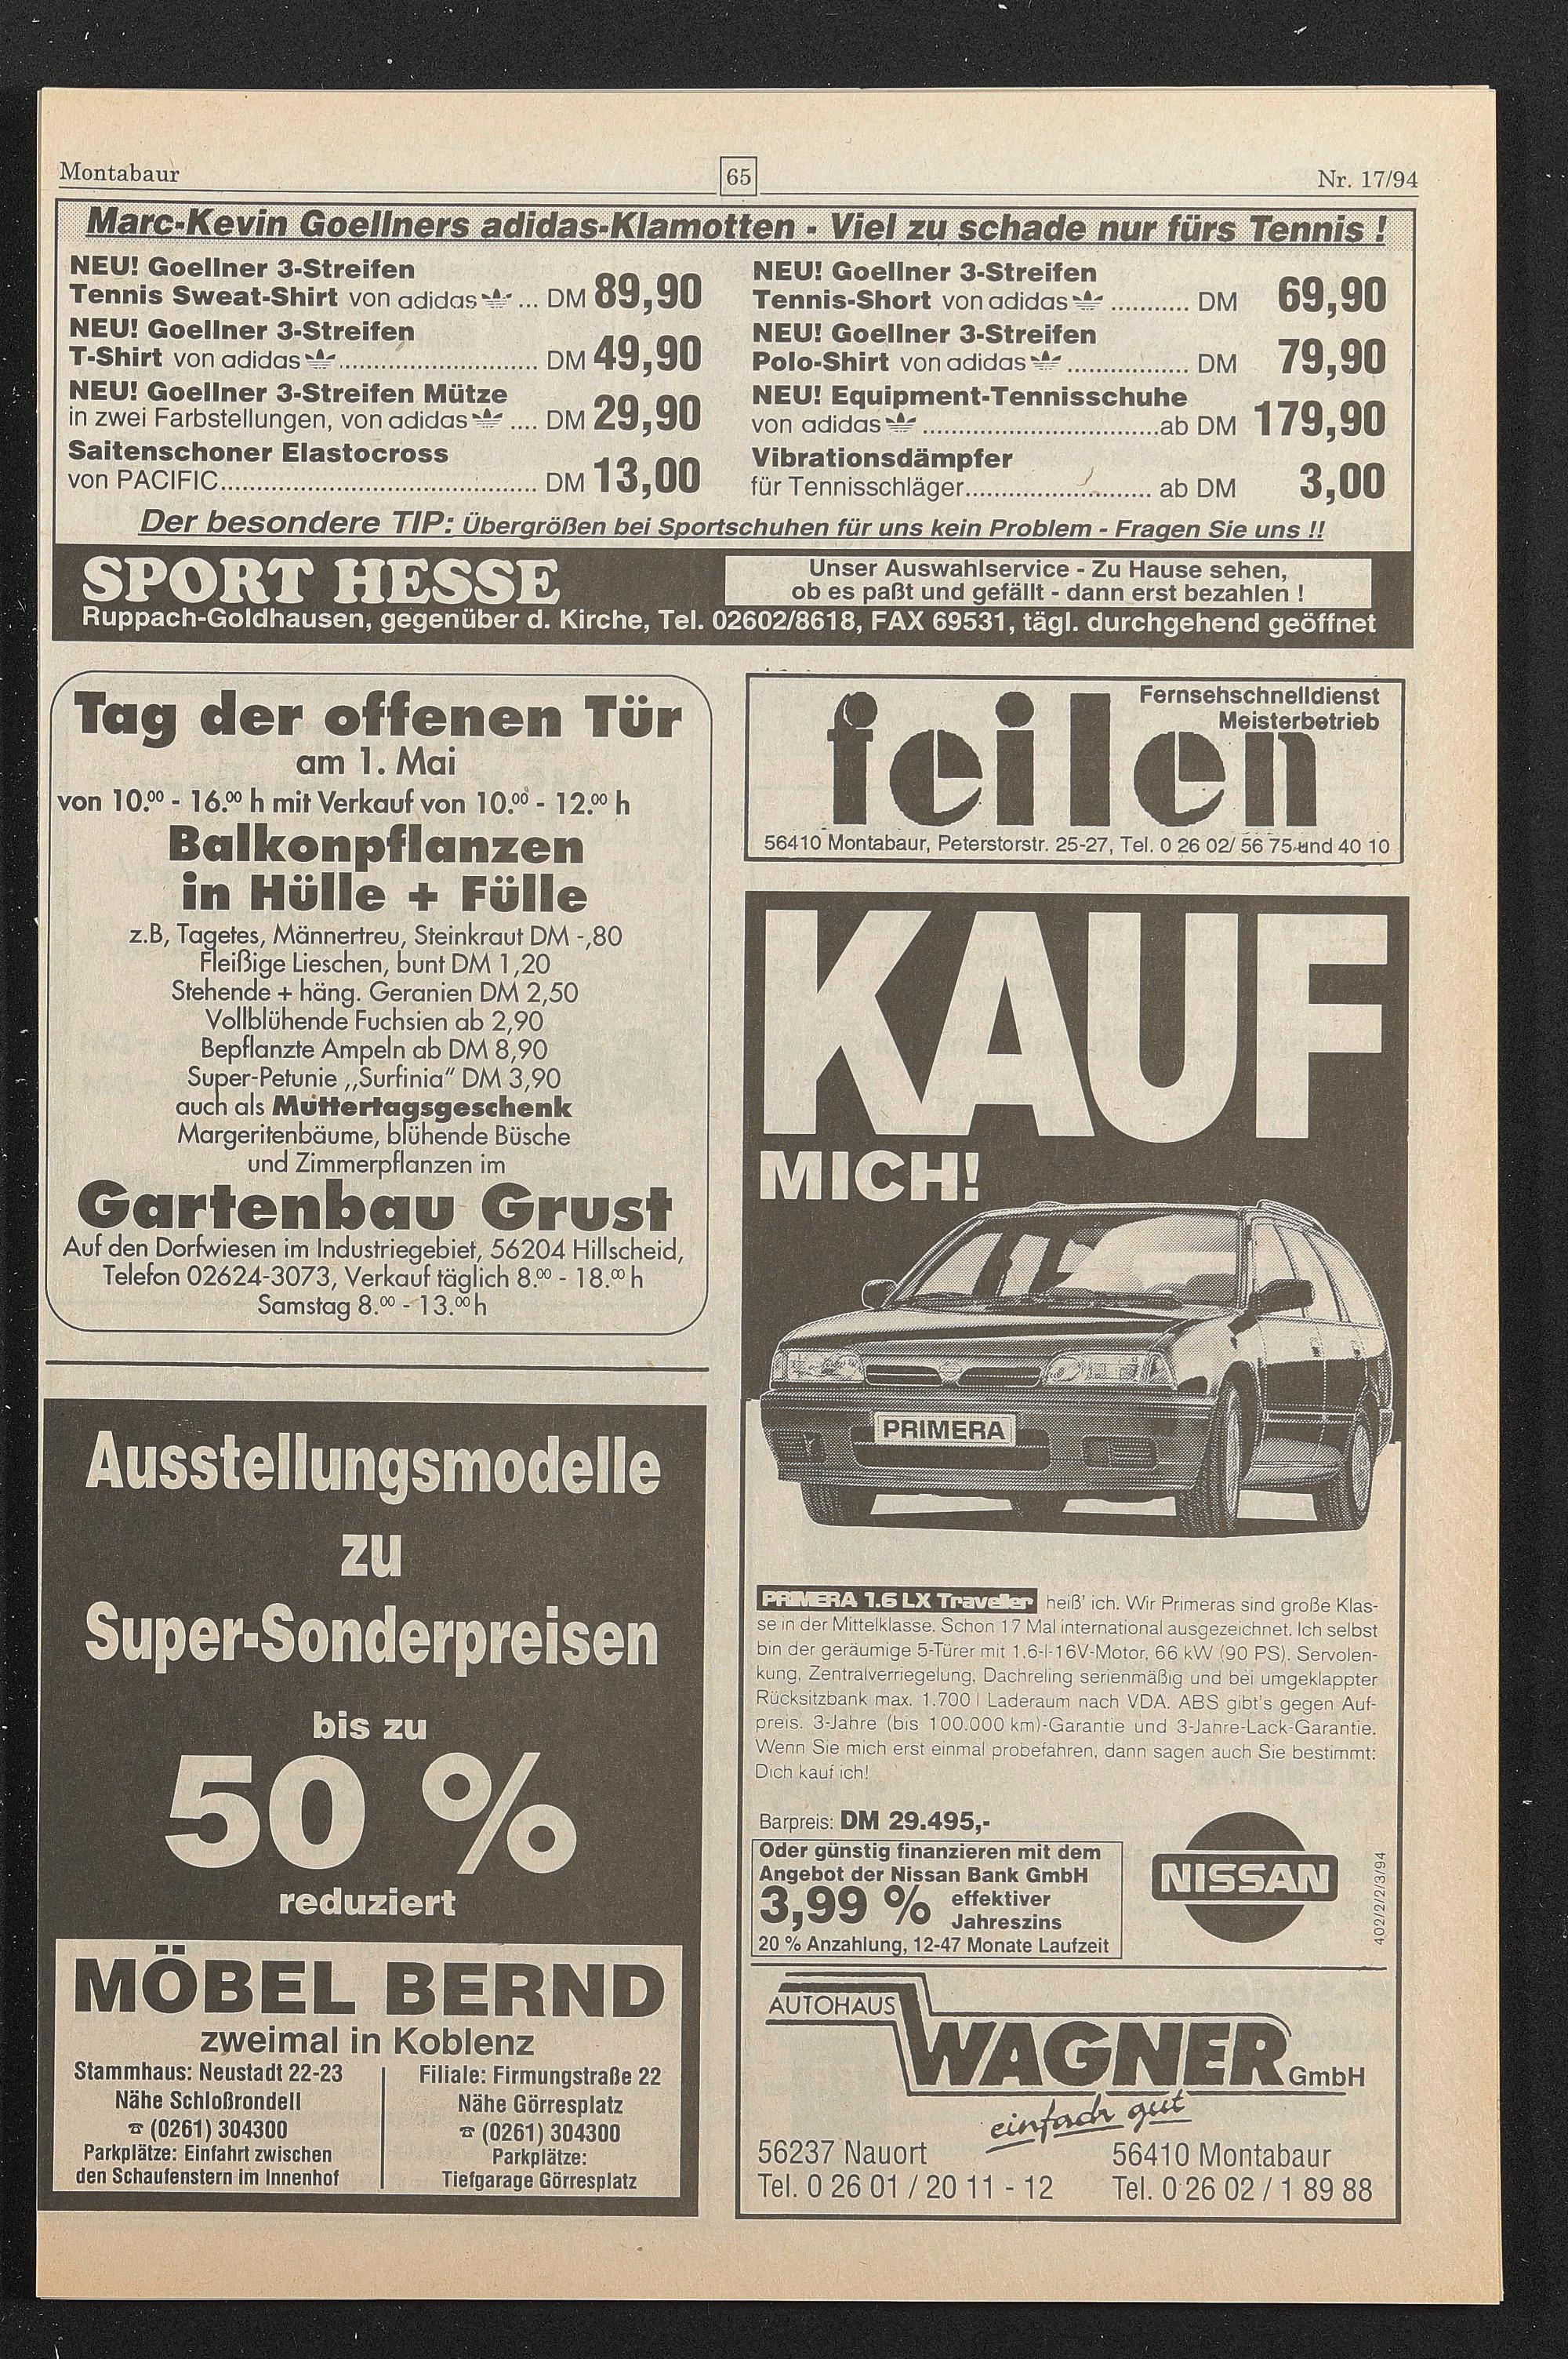 Montabaur
65
Nr. 17/94
Marc-Kevin Goellners adidas-Klamotten - Viel zu schade nur fürs Tennis !
NEU! Goellner 3-Streifen
Tennis Sweat-Shirt von adidas ... DM 89,90
NEU! Goellner 3-Streifen
T-Shirt von adidas ............................ DM 49,90
NEU! Goellner 3-Streifen Mütze
in zwei Farbstellungen, von adidas .... DM 29,90
Saitenschoner Elastocross
von PACIFIC............................................ DM 13,00
NEU! Goellner 3-Streifen
Tennis-Short von adidas ........... DM 69,90
NEU! Goellner 3-Streifen
Polo-Shirt von adidas ................. DM 79,90
NEU! Equipment-Tennisschuhe
von adidas .................................ab DM 179,90
Vibrationsdämpfer
für Tennisschläger.......................... ab DM 3,00
Der besondere TIP: Übergrößen bei Sportschuhen für uns kein Problem - Fragen Sie uns !!
SPORT HESSE
Unser Auswahlservice - Zu Hause sehen,
ob es paßt und gefällt - dann erst bezahlen !
Ruppach-Goldhausen, gegenüber d. Kirche, Tel. 02602/8618, FAX 69531, tägl. durchgehend geöffnet
Tag der offenen Tür
am 1. Mai
von 10.00 - 16.00 h mit Verkauf von 10.00 - 12.00 h
Balkonpflanzen
in Hülle + Fülle
z.B, Tagetes, Männertreu, Steinkraut DM -,80
Fleißige Lieschen, bunt DM 1,20
Stehende + häng. Geranien DM 2,50
Vollblühende Fuchsien ab 2,90
Bepflanzte Ampeln ab DM 8,90
Super-Petunie ,,Surfinia“ DM 3,90
auch als Muttertagsgeschenk
Margeritenbäume, blühende Büsche
und Zimmerpflanzen im
Gartenbau Grust
Auf den Dorfwiesen im Industriegebiet, 56204 Hillscheid,
Telefon 02624-3073, Verkauf täglich 8.00 - 18.00 h
Samstag 8.00 - 13.00 h
Ausstellungsmodelle
zu
Super-Sonderpreisen
bis zu
50 %
reduziert
MÖBEL BERND
zweimal in Koblenz
Stammhaus: Neustadt 22-23
Nähe Schloßrondell
☎ (0261) 304300
Parkplätze: Einfahrt zwischen
den Schaufenstern im Innenhof
Filiale: Firmungstraße 22
Nähe Görresplatz
☎ (0261) 304300
Parkplätze:
Tiefgarage Görresplatz
Fernsehschnelldienst
Meisterbetrieb
feilen
56410 Montabaur, Peterstorstr. 25-27, Tel. 0 26 02/ 56 75 und 40 10
KAUF
MICH!
PRIMERA
PRIMERA 1.6 LX Traveller heiß' ich. Wir Primeras sind große Klas-
se in der Mittelklasse. Schon 17 Mal international ausgezeichnet. Ich selbst
bin der geräumige 5-Türer mit 1.6-l-16V-Motor, 66 kW (90 PS). Servolen-
kung, Zentralverriegelung, Dachreling serienmäßig und bei umgeklappter
Rücksitzbank max. 1.700 l Laderaum nach VDA. ABS gibt's gegen Auf-
preis. 3-Jahre (bis 100.000 km)-Garantie und 3-Jahre-Lack-Garantie.
Wenn Sie mich erst einmal probefahren, dann sagen auch Sie bestimmt:
Dich kauf ich!
Barpreis: DM 29.495,-
Oder günstig finanzieren mit dem
Angebot der Nissan Bank GmbH
3,99 % effektiver
Jahreszins
20 % Anzahlung, 12-47 Monate Laufzeit
NISSAN
402/2/2/3/94
AUTOHAUS
WAGNER GmbH
einfach gut
56237 Nauort
Tel. 0 26 01 / 20 11 - 12
56410 Montabaur
Tel. 0 26 02 / 1 89 88